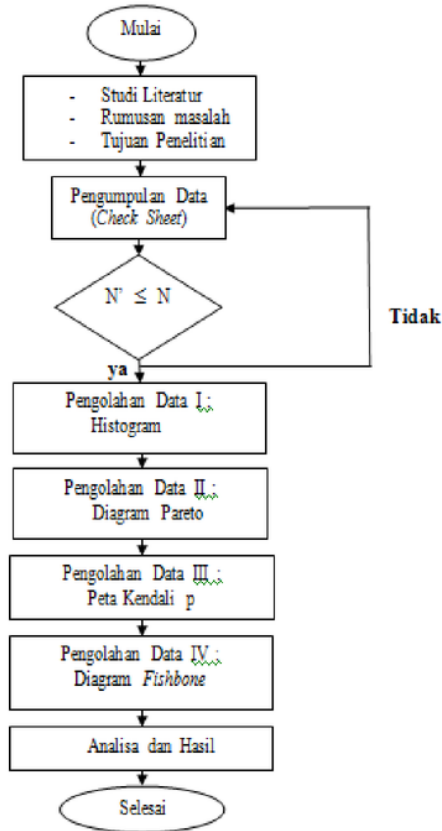 Mulai
- Studi Literatur
- Rumusan masalah
- Tujuan Penelitian
Pengumpulan Data
(Check Sheet)
N’ ≤ N
Tidak
ya
Pengolahan Data I ;
Histogram
Pengolahan Data II ;
Diagram Pareto
Pengolahan Data III ;
Peta Kendali p
Pengolahan Data IV ;
Diagram Fishbone
Analisa dan Hasil
Selesai